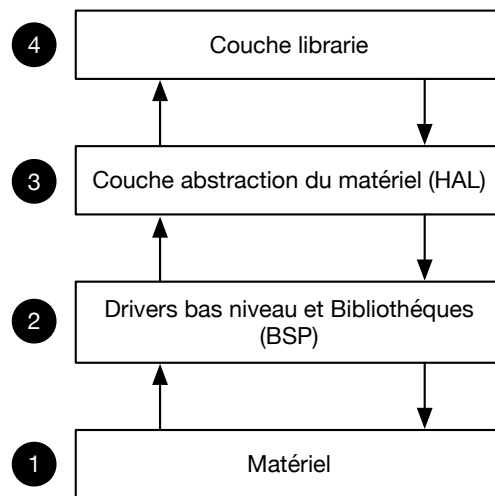 4
Couche librarie
3
Couche abstraction du matériel (HAL)
2
Drivers bas niveau et Bibliothéques
(BSP)
1
Matériel